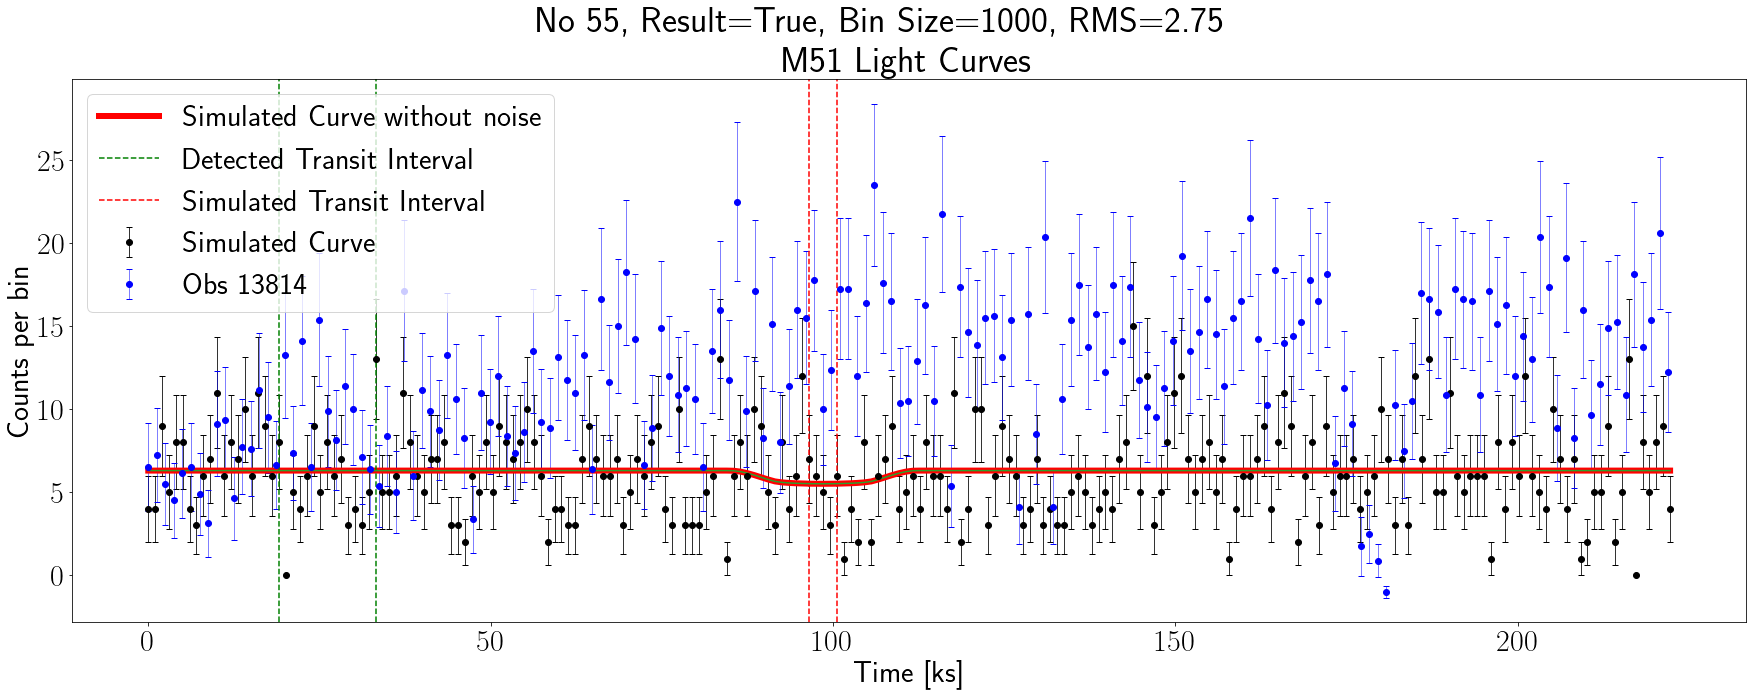 No 55, Result=True, Bin Size=1000, RMS=2.75
M51 Light Curves
Simulated Curve without noise
Detected Transit Interval
Simulated Transit Interval
Simulated Curve
Obs 13814
Counts per bin
25
20
15
10
5
0
0 50 100 150 200
Time [ks]